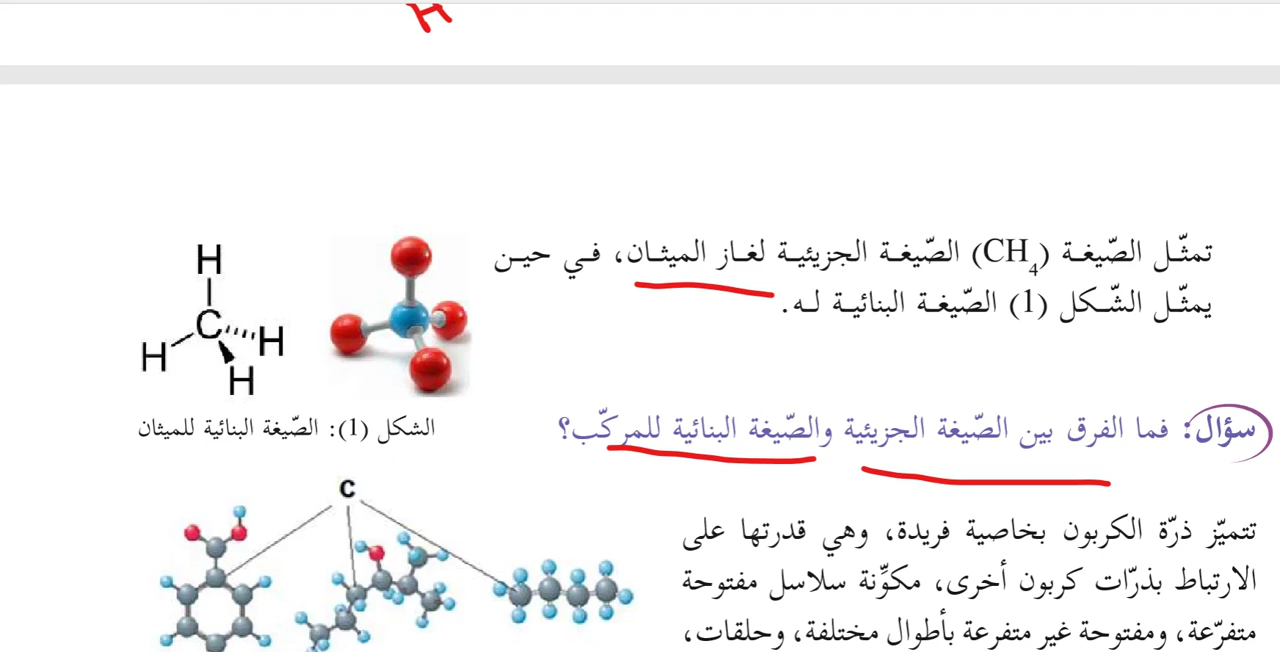 تمثّل الصّيغة (CH4) الصّيغة الجزيئية لغاز الميثان، في حين
يمثّل الشّكل (1) الصّيغة البنائية له.
H
C
H
H
H
الشكل (1): الصّيغة البنائية للميثان
سؤال: فما الفرق بين الصّيغة الجزيئية والصّيغة البنائية للمركّب؟
C
تتميّز ذرّة الكربون بخاصية فريدة، وهي قدرتها على
الارتباط بذرّات كربون أخرى، مكوِّنة سلاسل مفتوحة
متفرّعة، ومفتوحة غير متفرعة بأطوال مختلفة، وحلقات،